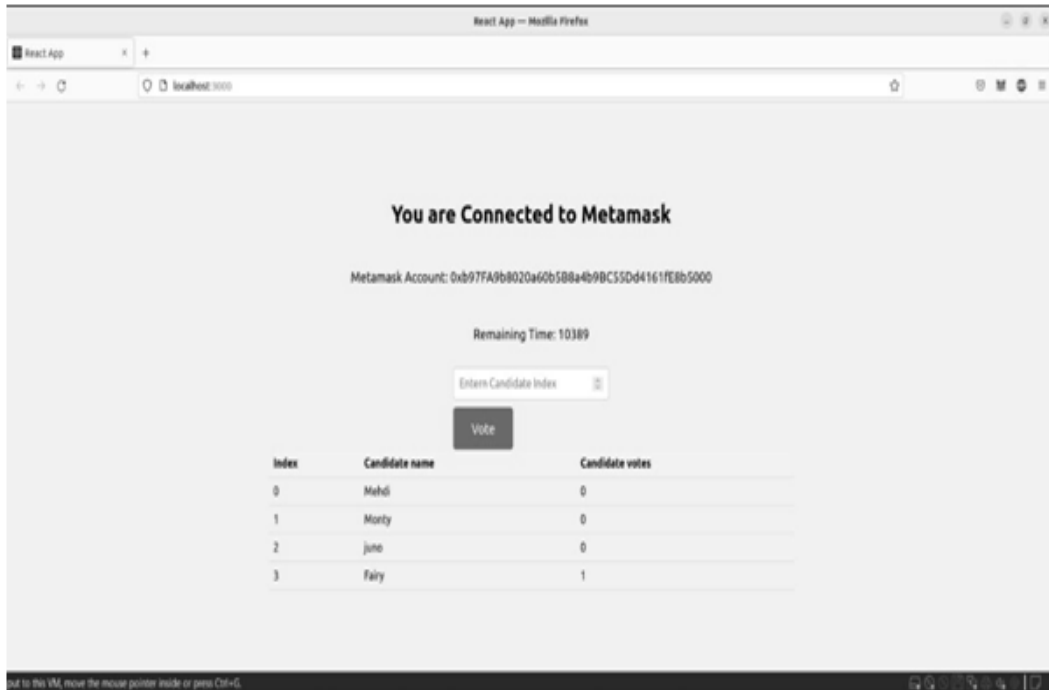 React App — Mozilla Firefox
React App
localhost:3000
You are Connected to Metamask
Metamask Account: 0xb97FA9b8020a60b5B8a4b9BC55Dd4161fE8b5000
Remaining Time: 10389
Entern Candidate Index
Vote
Index Candidate name Candidate votes
0 Mehdi 0
1 Monty 0
2 juno 0
3 Fairy 1
put to this VM, move the mouse pointer inside or press Ctrl+G.